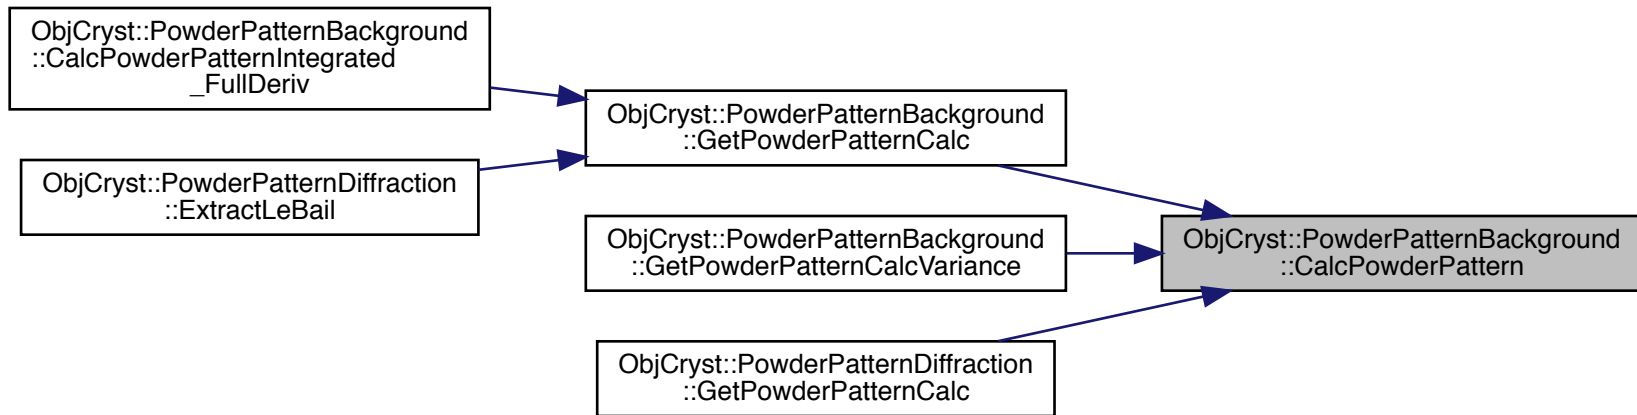 ObjCryst::PowderPatternBackground
::CalcPowderPatternIntegrated
_FullDeriv
ObjCryst::PowderPatternDiffraction
::ExtractLeBail
ObjCryst::PowderPatternBackground
::GetPowderPatternCalc
ObjCryst::PowderPatternBackground
::GetPowderPatternCalcVariance
ObjCryst::PowderPatternDiffraction
::GetPowderPatternCalc
ObjCryst::PowderPatternBackground
::CalcPowderPattern